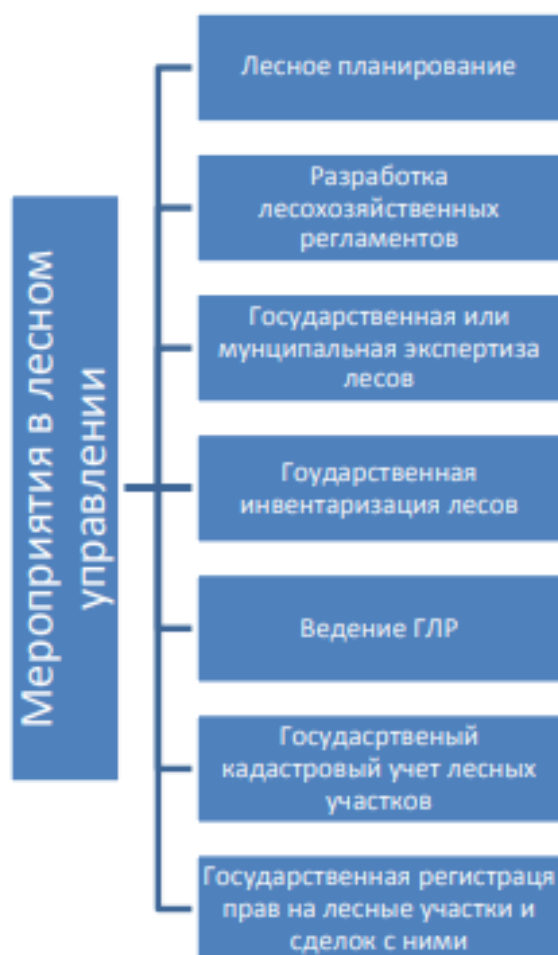 Мероприятия в лесном
управлении
Лесное планирование
Разработка
лесохозяйственных
регламентов
Государственная или
мунципальная экспертиза
лесов
Гоударственная
инвентаризация лесов
Ведение ГЛР
Госудасртвеный
кадастровый учет лесных
участков
Государственная регистраця
прав на лесные участки и
сделок с ними